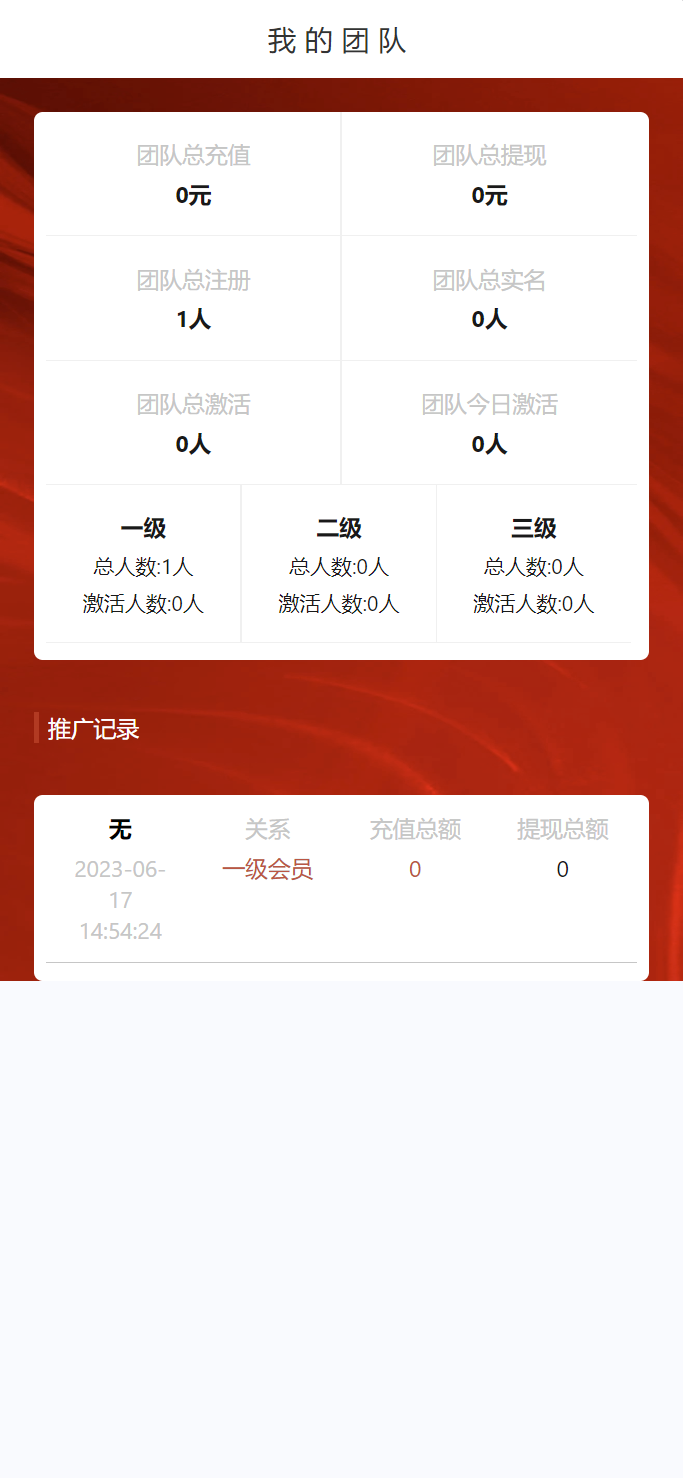 我的团队
团队总充值 团队总提现
0元 0元
团队总注册 团队总实名
1人 0人
团队总激活 团队今日激活
0人 0人
一级 二级 三级
总人数:1人 总人数:0人 总人数:0人
激活人数:0人 激活人数:0人 激活人数:0人
推广记录
无 关系 充值总额 提现总额
2023-06- 一级会员 0 0
17
14:54:24